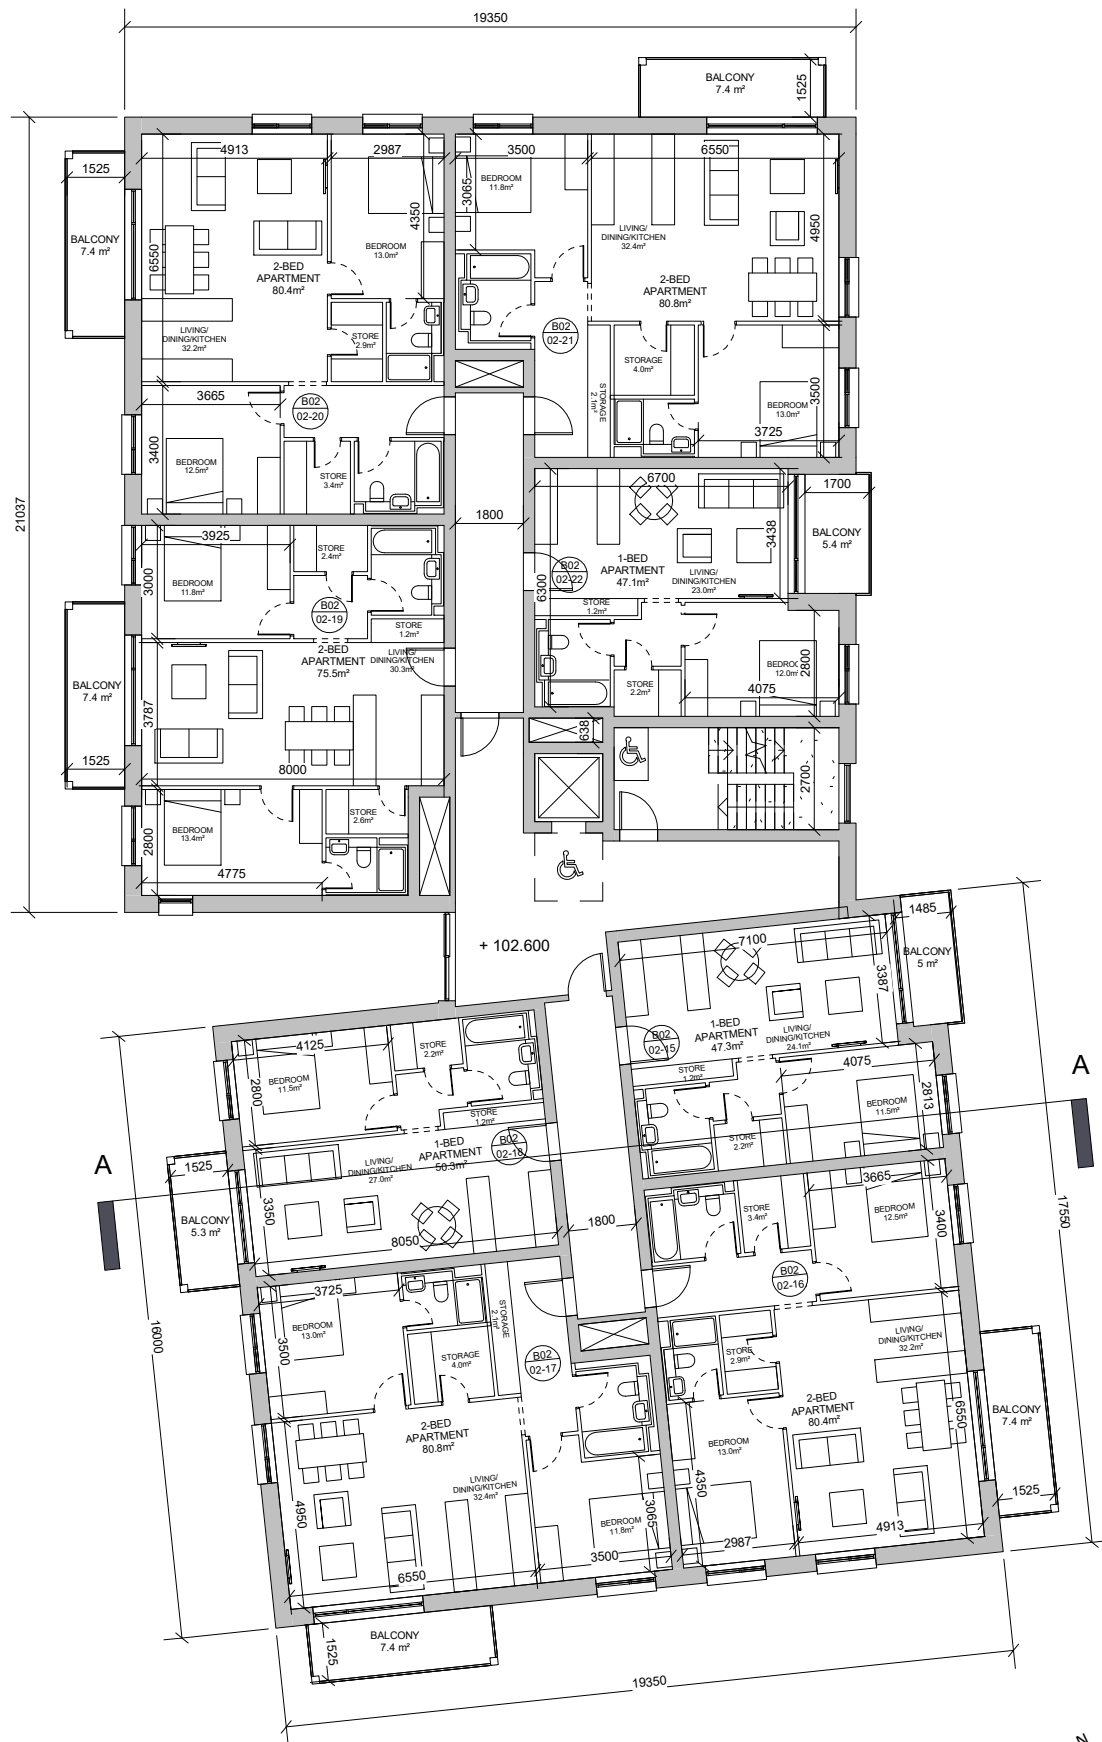 19350
BALCONY
7.4 m²
1525
4913
2987
3500
6550
1525
BALCONY
7.4 m²
6550
2-BED
APARTMENT
80.4m²
LIVING/
DINING/KITCHEN
32.2m²
4350
BEDROOM
13.0m²
STORE
2.9m²
3065
BEDROOM
11.8m²
LIVING/
DINING/KITCHEN
32.4m²
4950
2-BED
APARTMENT
80.8m²
B02
02-21
STORAGE
4.0m²
STORAGE
2.1m²
BEDROOM
13.0m²
3500
3725
3665
B02
02-20
3400
BEDROOM
12.5m²
STORE
3.4m²
21037
1800
6700
1700
3438
BALCONY
5.4 m²
1-BED
APARTMENT
47.1m²
LIVING/
DINING/KITCHEN
23.0m²
B02
02-22
6300
STORE
1.2m²
STORE
2.2m²
BEDROOM
12.0m²
2800
4075
3925
3000
BEDROOM
11.8m²
STORE
2.4m²
B02
02-19
STORE
1.2m²
2-BED
APARTMENT
75.5m²
LIVING/
DINING/KITCHEN
30.3m²
BALCONY
7.4 m²
3787
1525
8000
638
2700
2800
BEDROOM
13.4m²
STORE
2.6m²
4775
+ 102.600
1485
BALCONY
5 m²
7100
3387
1-BED
APARTMENT
47.3m²
LIVING/
DINING/KITCHEN
24.1m²
B02
02-15
STORE
1.2m²
4075
BEDROOM
11.5m²
2813
STORE
2.2m²
A
4125
2800
BEDROOM
11.5m²
STORE
2.2m²
STORE
1.2m²
1-BED
APARTMENT
50.3m²
B02
02-18
LIVING/
DINING/KITCHEN
27.0m²
A
1525
BALCONY
5.3 m²
3350
8050
1800
3665
STORE
3.4m²
BEDROOM
12.5m²
3400
17550
B02
02-16
16000
3725
BEDROOM
13.0m²
3500
STORAGE
2.1m²
STORAGE
4.0m²
B02
02-17
STORE
2.9m²
LIVING/
DINING/KITCHEN
32.2m²
2-BED
APARTMENT
80.4m²
6550
BALCONY
7.4 m²
1525
2-BED
APARTMENT
80.8m²
LIVING/
DINING/KITCHEN
32.4m²
4950
BEDROOM
13.0m²
4350
BEDROOM
11.8m²
3065
6550
3500
2987
4913
BALCONY
7.4 m²
1525
19350
N